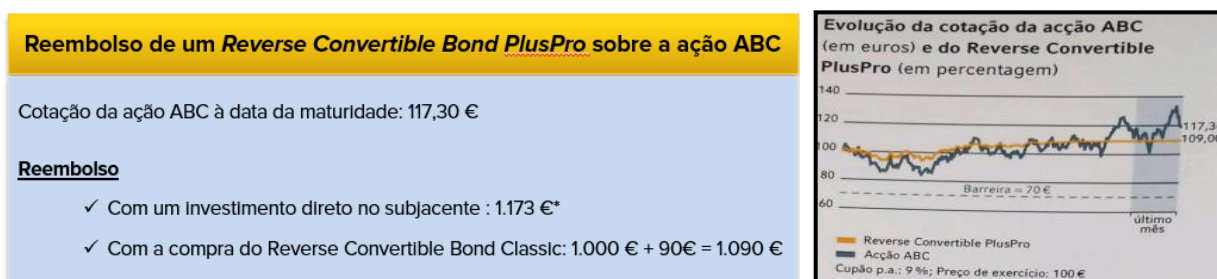 Reembolso de um Reverse Convertible Bond PlusPro sobre a ação ABC
Cotação da ação ABC à data da maturidade: 117,30 €
Reembolso
✓ Com um investimento direto no subjacente : 1.173 €*
✓ Com a compra do Reverse Convertible Bond Classic: 1.000 € + 90€ = 1.090 €
Evolução da cotação da acção ABC
(em euros) e do Reverse Convertible
PlusPro (em percentagem)
140
120
117,3
109,0
100
80
Barreira = 70 €
60
último
mês
Reverse Convertible PlusPro
Acção ABC
Cupão p.a.: 9 %; Preço de exercício: 100 €